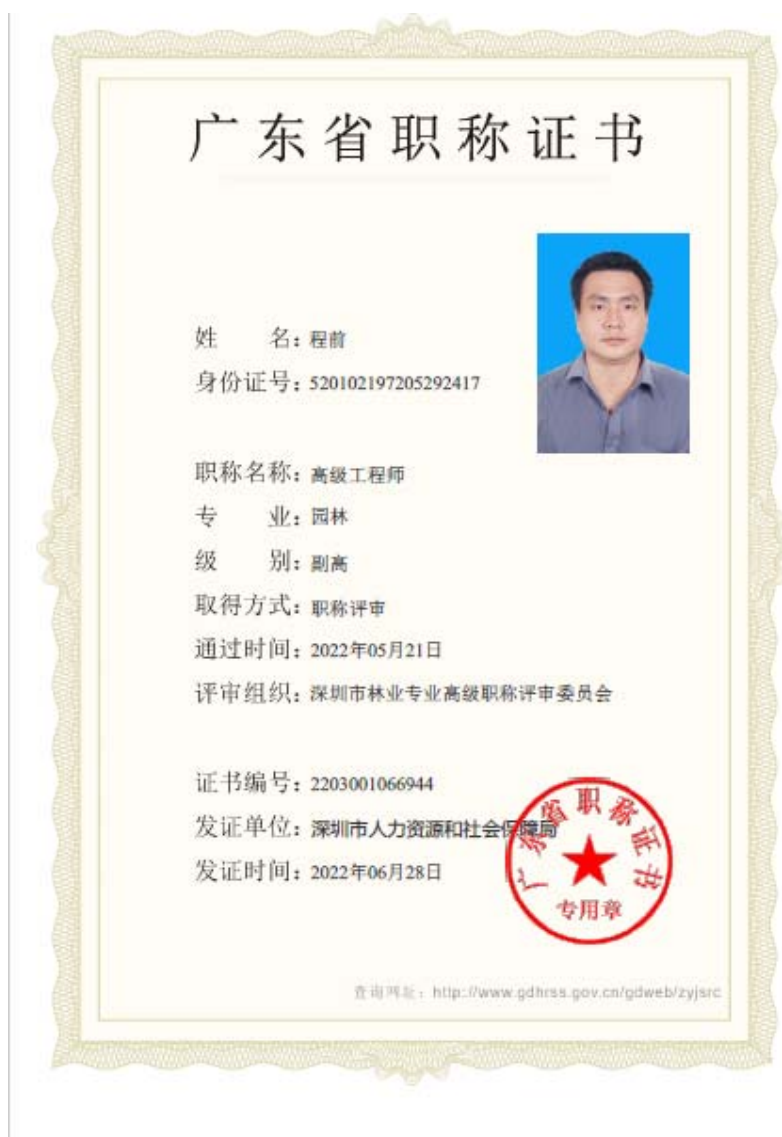 广东省职称证书
姓 名：程前
身份证号：520102197205292417
职称名称：高级工程师
专 业：园林
级 别：副高
取得方式：职称评审
通过时间：2022年05月21日
评审组织：深圳市林业专业高级职称评审委员会
证书编号：2203001066944
发证单位：深圳市人力资源和社会保障局
发证时间：2022年06月28日
广东省职称证书
专用章
查询网址：http://www.gdhrss.gov.cn/gdweb/zyjsrc